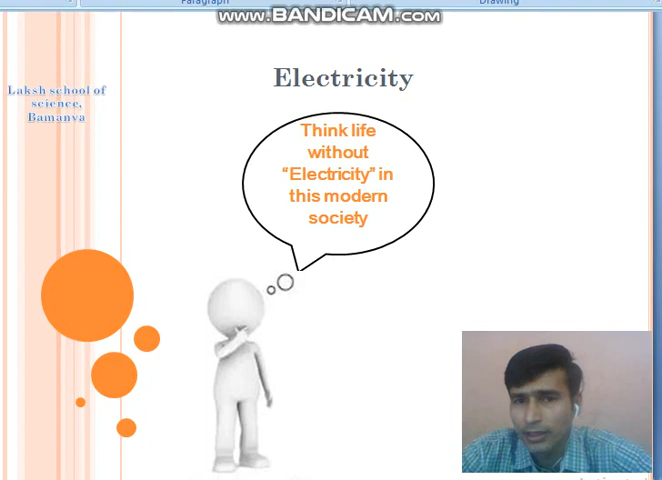 Paragraph
Drawing
www.BANDICAM.com
Electricity
Laksh school of
science,
Bamanva
Think life
without
“Electricity” in
this modern
society